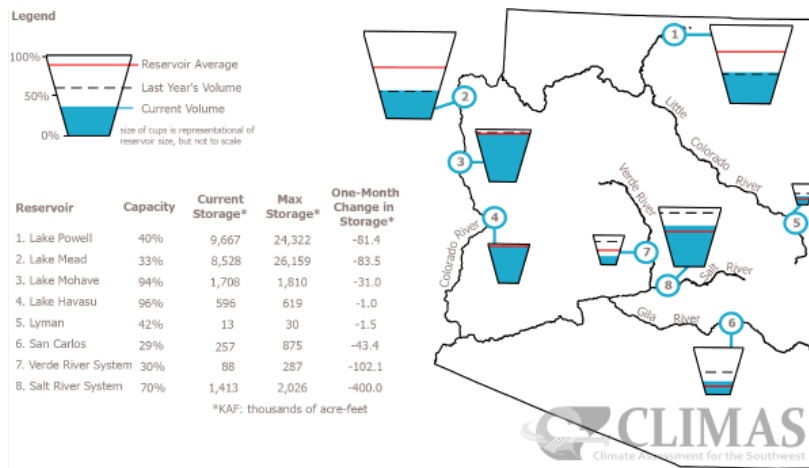 Legend
100%
50%
0%
Reservoir Average
Last Year's Volume
Current Volume
size of cups is representational of
reservoir size, but not to scale
Reservoir Capacity Current Storage* Max Storage* One-Month Change in Storage*
1. Lake Powell 40% 9,667 24,322 -81.4
2. Lake Mead 33% 8,528 26,159 -83.5
3. Lake Mohave 94% 1,708 1,810 -31.0
4. Lake Havasu 96% 596 619 -1.0
5. Lyman 42% 13 30 -1.5
6. San Carlos 29% 257 875 -43.4
7. Verde River System 30% 88 287 -102.1
8. Salt River System 70% 1,413 2,026 -400.0
*KAF: thousands of acre-feet
1
2
3
4
5
6
7
8
Little Colorado River
Verde River
Colorado River
Salt River
Gila River
CLIMAS
Climate Assessment for the Southwest